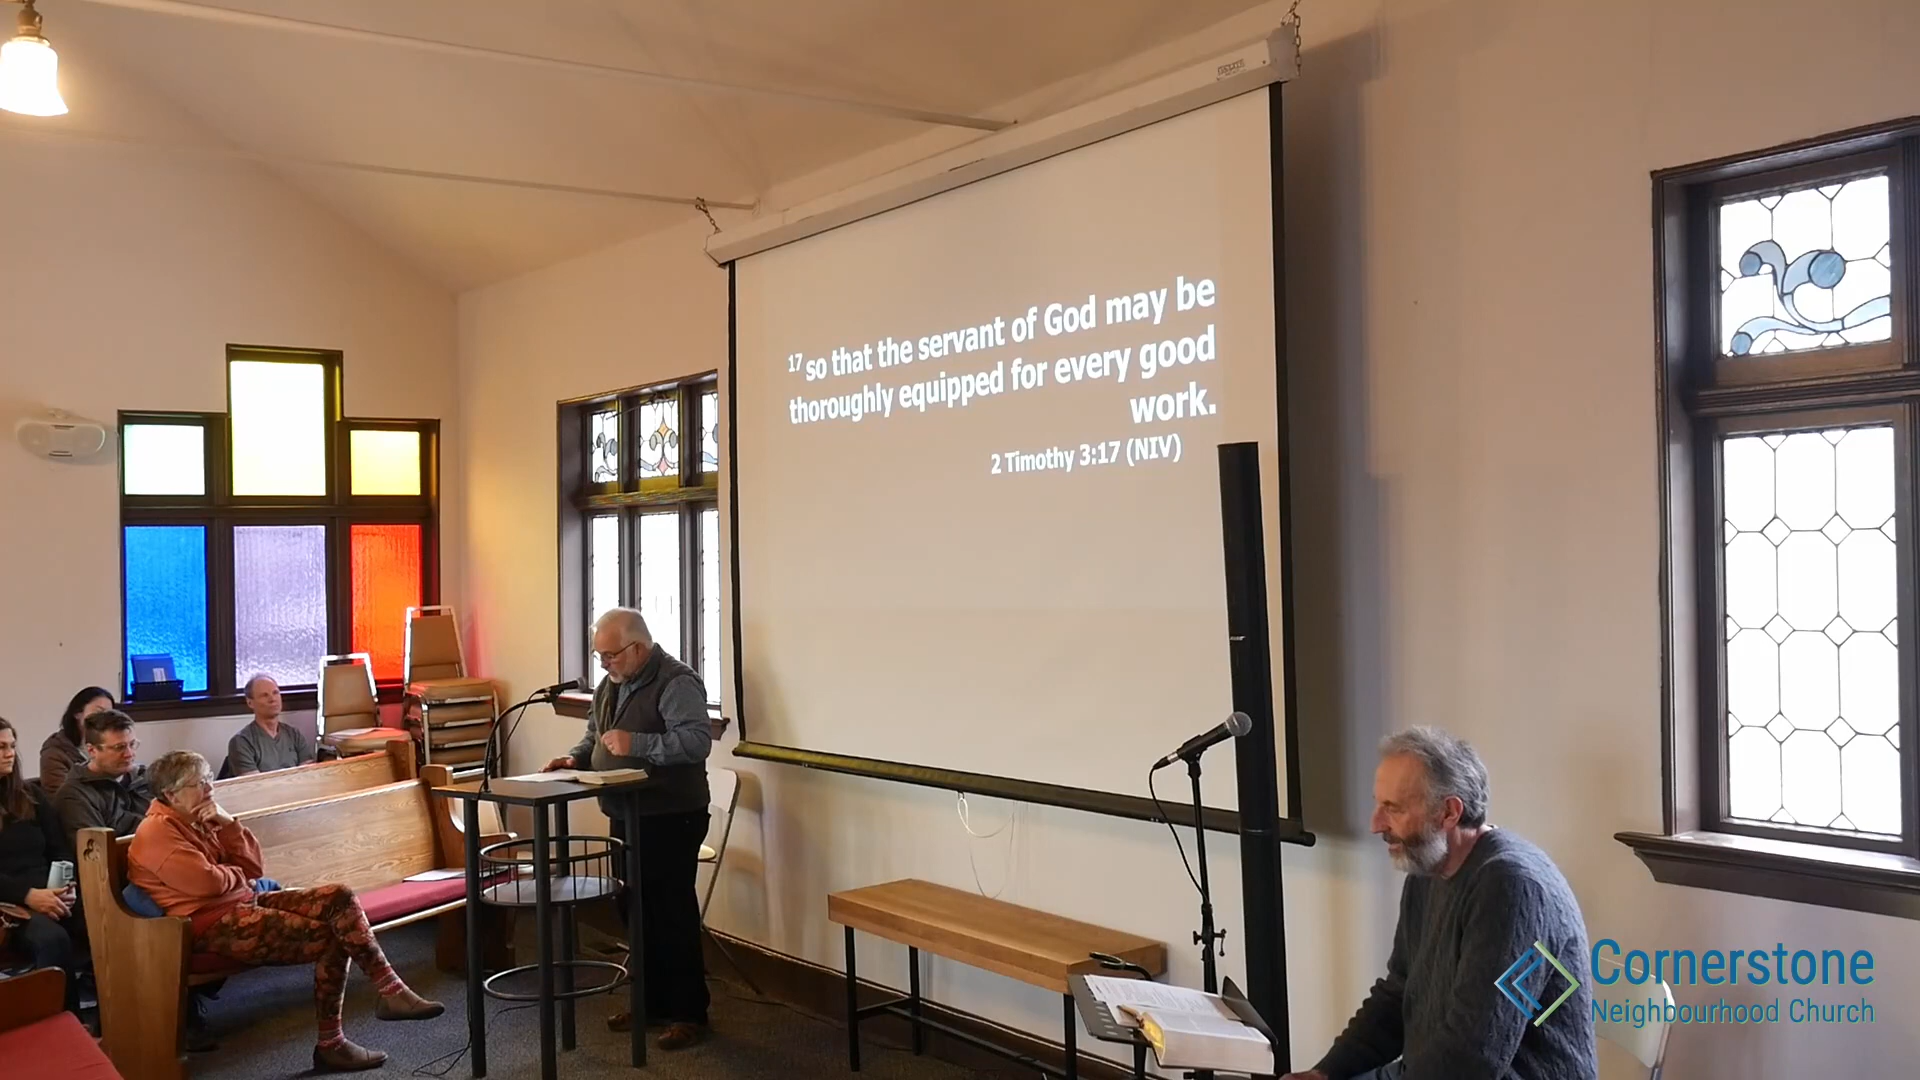 17 so that the servant of God may be
thoroughly equipped for every good
work.
2 Timothy 3:17 (NIV)
Cornerstone
Neighbourhood Church